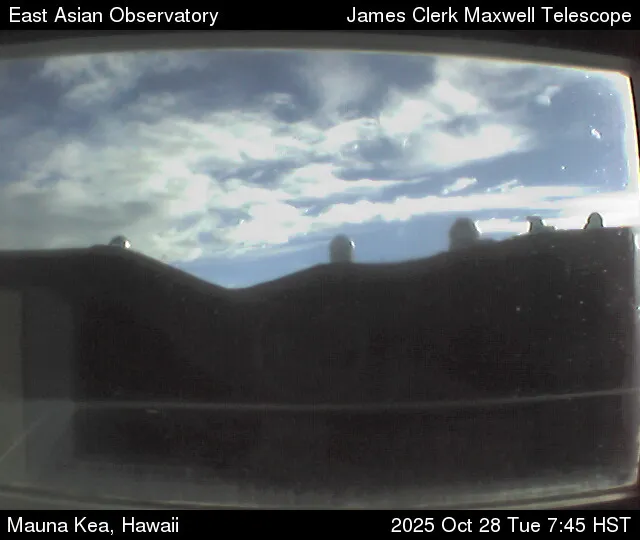 East Asian Observatory
James Clerk Maxwell Telescope
Mauna Kea, Hawaii
2025 Oct 28 Tue 7:45 HST